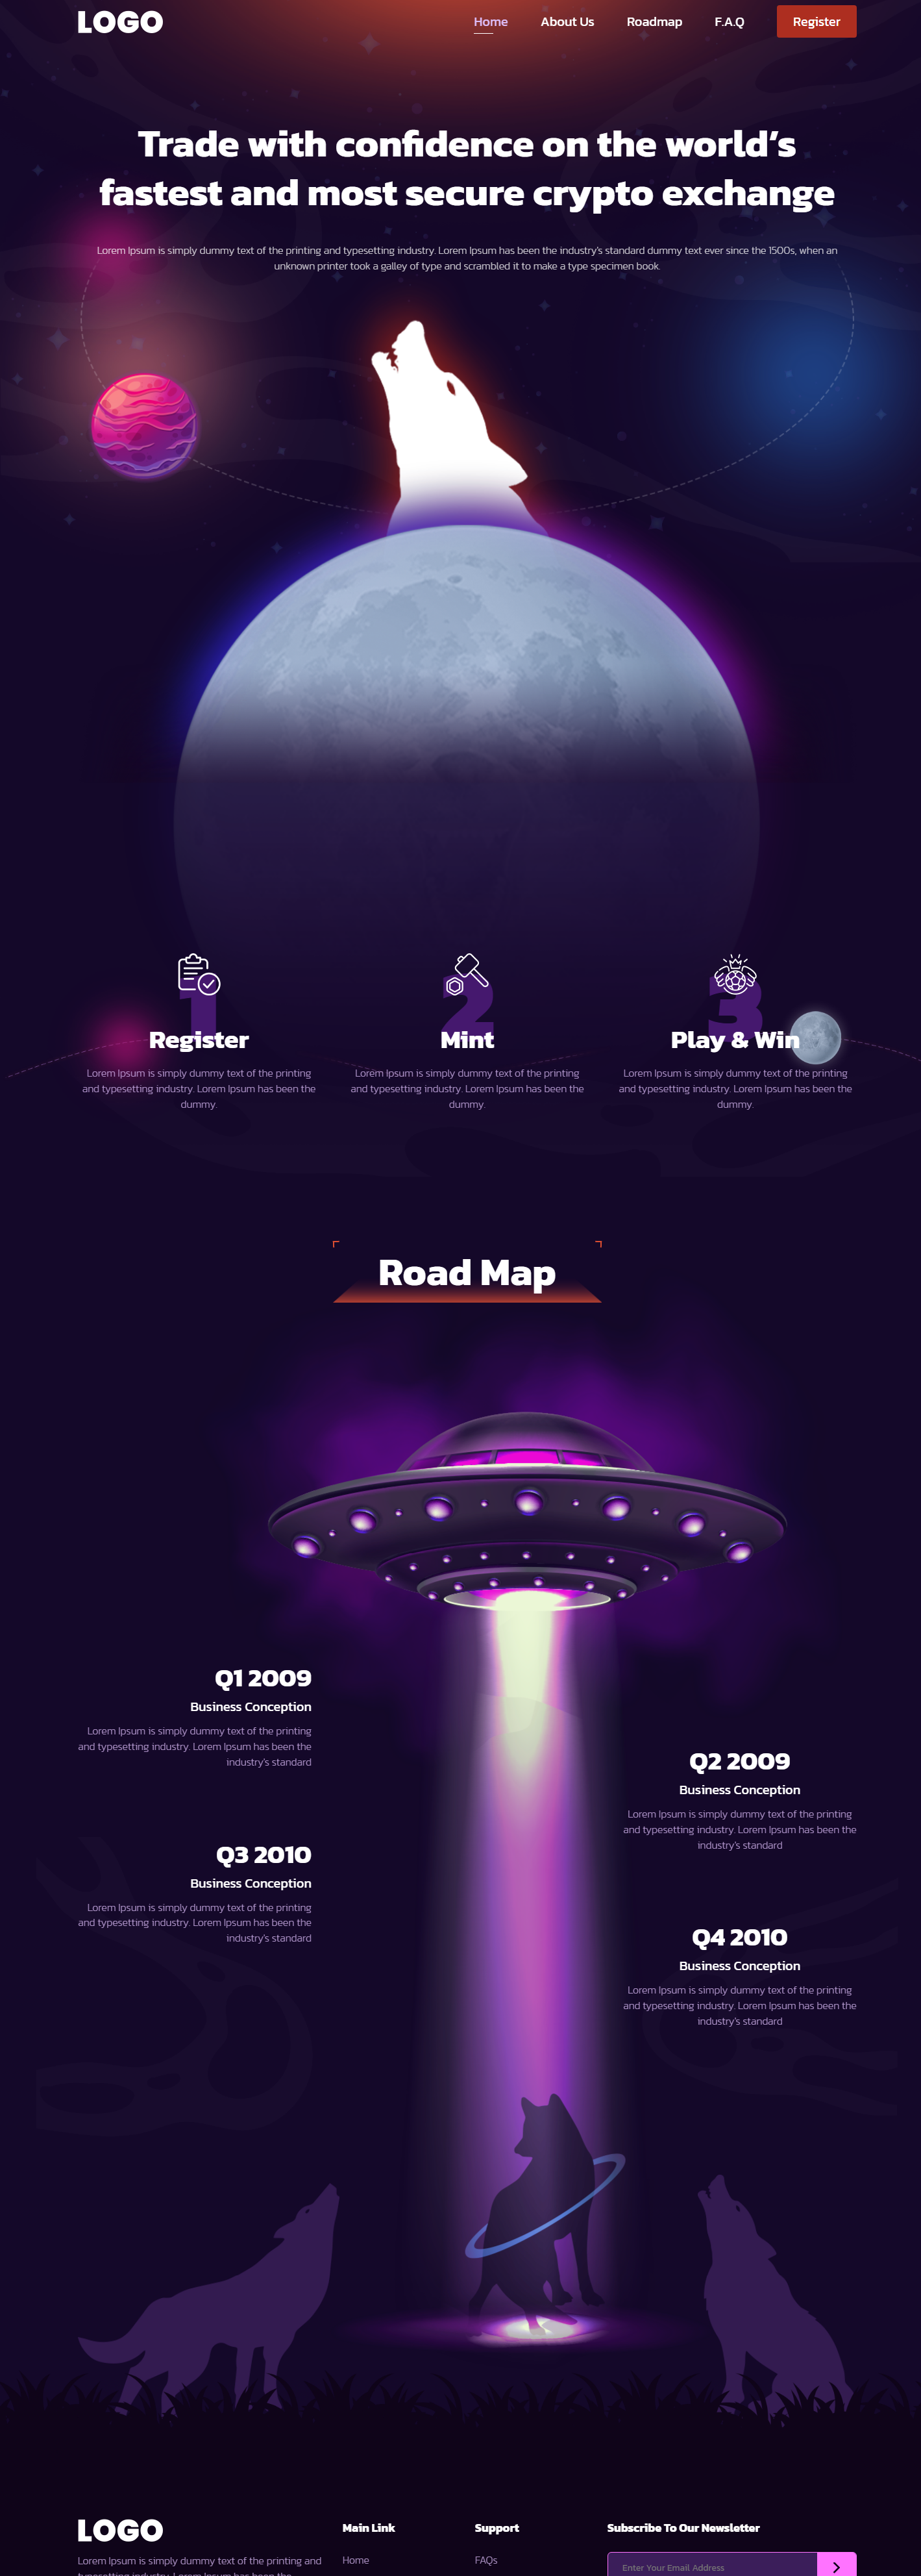 LOGO
Home About Us Roadmap F.A.Q Register
Trade with confidence on the world’s
fastest and most secure crypto exchange
Lorem Ipsum is simply dummy text of the printing and typesetting industry. Lorem Ipsum has been the industry's standard dummy text ever since the 1500s, when an
unknown printer took a galley of type and scrambled it to make a type specimen book.
1
Register
Lorem Ipsum is simply dummy text of the printing
and typesetting industry. Lorem Ipsum has been the
dummy.
2
Mint
Lorem Ipsum is simply dummy text of the printing
and typesetting industry. Lorem Ipsum has been the
dummy.
3
Play & Win
Lorem Ipsum is simply dummy text of the printing
and typesetting industry. Lorem Ipsum has been the
dummy.
Road Map
Q1 2009
Business Conception
Lorem Ipsum is simply dummy text of the printing
and typesetting industry. Lorem Ipsum has been the
industry's standard
Q2 2009
Business Conception
Lorem Ipsum is simply dummy text of the printing
and typesetting industry. Lorem Ipsum has been the
industry's standard
Q3 2010
Business Conception
Lorem Ipsum is simply dummy text of the printing
and typesetting industry. Lorem Ipsum has been the
industry's standard
Q4 2010
Business Conception
Lorem Ipsum is simply dummy text of the printing
and typesetting industry. Lorem Ipsum has been the
industry's standard
LOGO
Lorem Ipsum is simply dummy text of the printing and
typesetting industry. Lorem Ipsum has been the
Main Link
Home
Support
FAQs
Subscribe To Our Newsletter
Enter Your Email Address